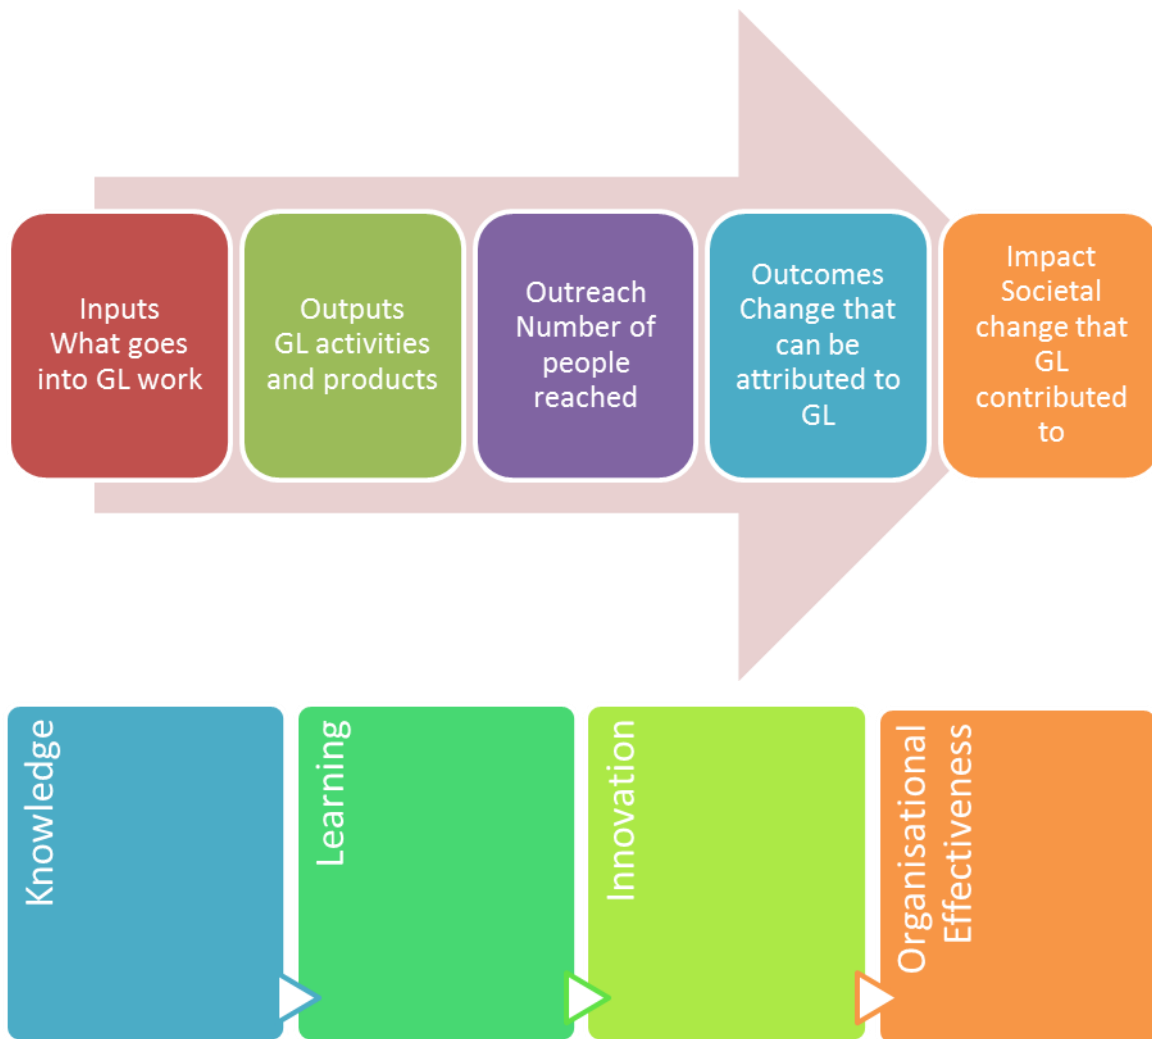 Inputs
What goes
into GL work
Outputs
GL activities
and products
Outreach
Number of
people
reached
Outcomes
Change that
can be
attributed to
GL
Impact
Societal
change that
GL
contributed
to
Knowledge
Learning
Innovation
Organisational
Effectiveness